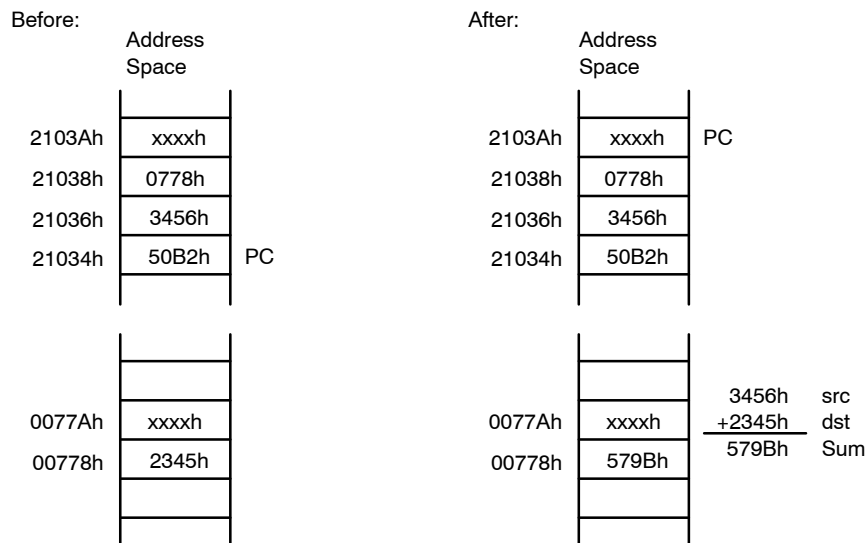 Before:
Address
Space
2103Ah xxxxh
21038h 0778h
21036h 3456h
21034h 50B2h PC
0077Ah xxxxh
00778h 2345h
After:
Address
Space
2103Ah xxxxh PC
21038h 0778h
21036h 3456h
21034h 50B2h
0077Ah xxxxh
00778h 579Bh
3456h src
+2345h dst
579Bh Sum